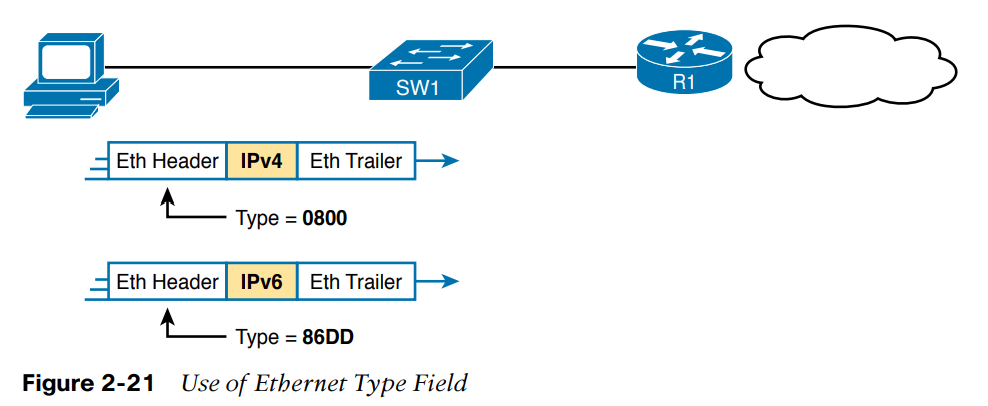 SW1
R1
Eth Header IPv4 Eth Trailer
Type = 0800
Eth Header IPv6 Eth Trailer
Type = 86DD
Figure 2-21 Use of Ethernet Type Field